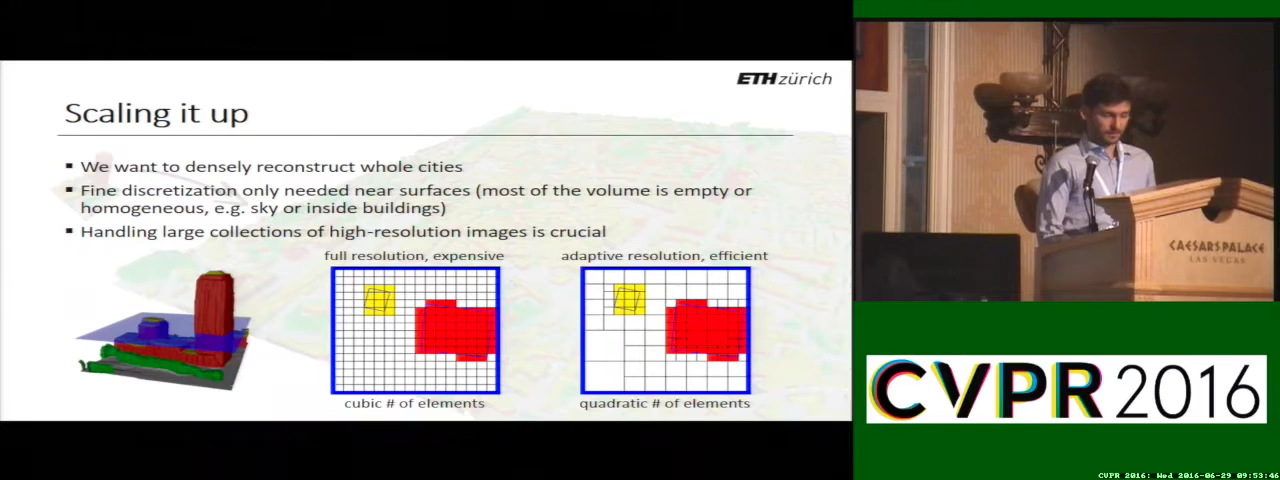 ETH zürich
Scaling it up
▪ We want to densely reconstruct whole cities
▪ Fine discretization only needed near surfaces (most of the volume is empty or
homogeneous, e.g. sky or inside buildings)
▪ Handling large collections of high-resolution images is crucial
full resolution, expensive
adaptive resolution, efficient
cubic # of elements
quadratic # of elements
CAESARS PALACE
LAS VEGAS
CVPR 2016
CVPR 2016: Wed 2016-06-29 09:53:46